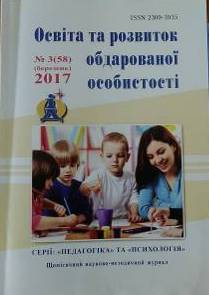 ISSN 2309-3935
Освіта та розвиток
обдарованої
особистості
№ 3(58)
(березень)
2017
СЕРІЇ: «ПЕДАГОГІКА» ТА «ПСИХОЛОГІЯ»
Щомісячний науково-методичний журнал